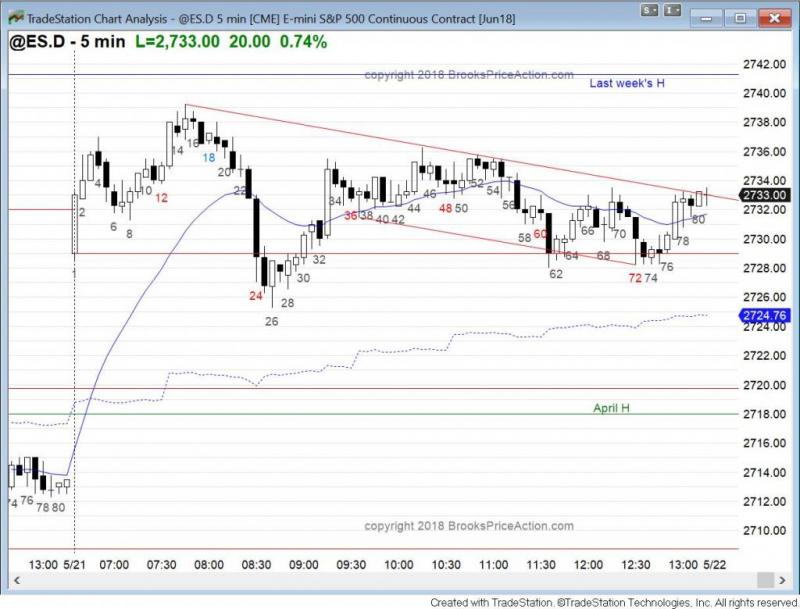 TradeStation Chart Analysis - @ES.D 5 min [CME] E-mini S&P 500 Continuous Contract [Jun18]
S I
@ES.D - 5 min L=2,733.00 20.00 0.74%
copyright 2018 BrooksPriceAction.com
Last week's H
2742.00
2740.00
2738.00
2736.00
2734.00
2733.00
2732.00
2730.00
2728.00
2726.00
2724.76
2724.00
2722.00
2720.00
2718.00
2716.00
2714.00
2712.00
2710.00
2 4 6 8 10 12 14 16 18 20 22 24 26 28 30 32 34 36 38 40 42 44 46 48 50 52 54 56 58 60 62 64 66 68 70 72 74 76 78 80
1
April H
74 76 78 80
copyright 2018 BrooksPriceAction.com
13:00 5/21 07:00 07:30 08:00 08:30 09:00 09:30 10:00 10:30 11:00 11:30 12:00 12:30 13:00 5/22
Created with TradeStation. ©TradeStation Technologies, Inc. All rights reserved.